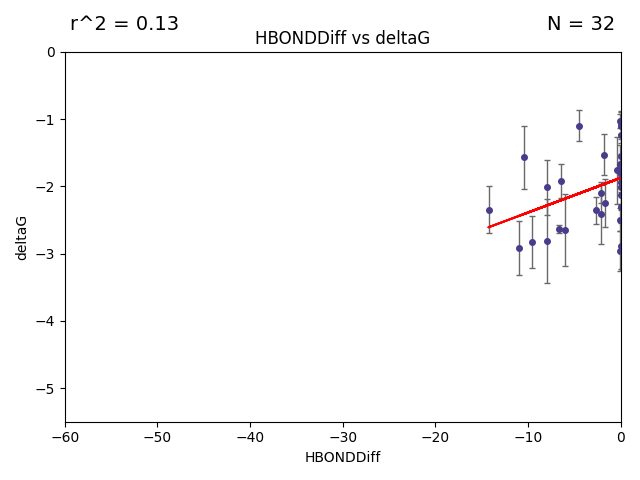 r^2 = 0.13
N = 32
HBONDDiff vs deltaG
0
−1
−2
−3
−4
−5
deltaG
−60
−50
−40
−30
−20
−10
0
HBONDDiff